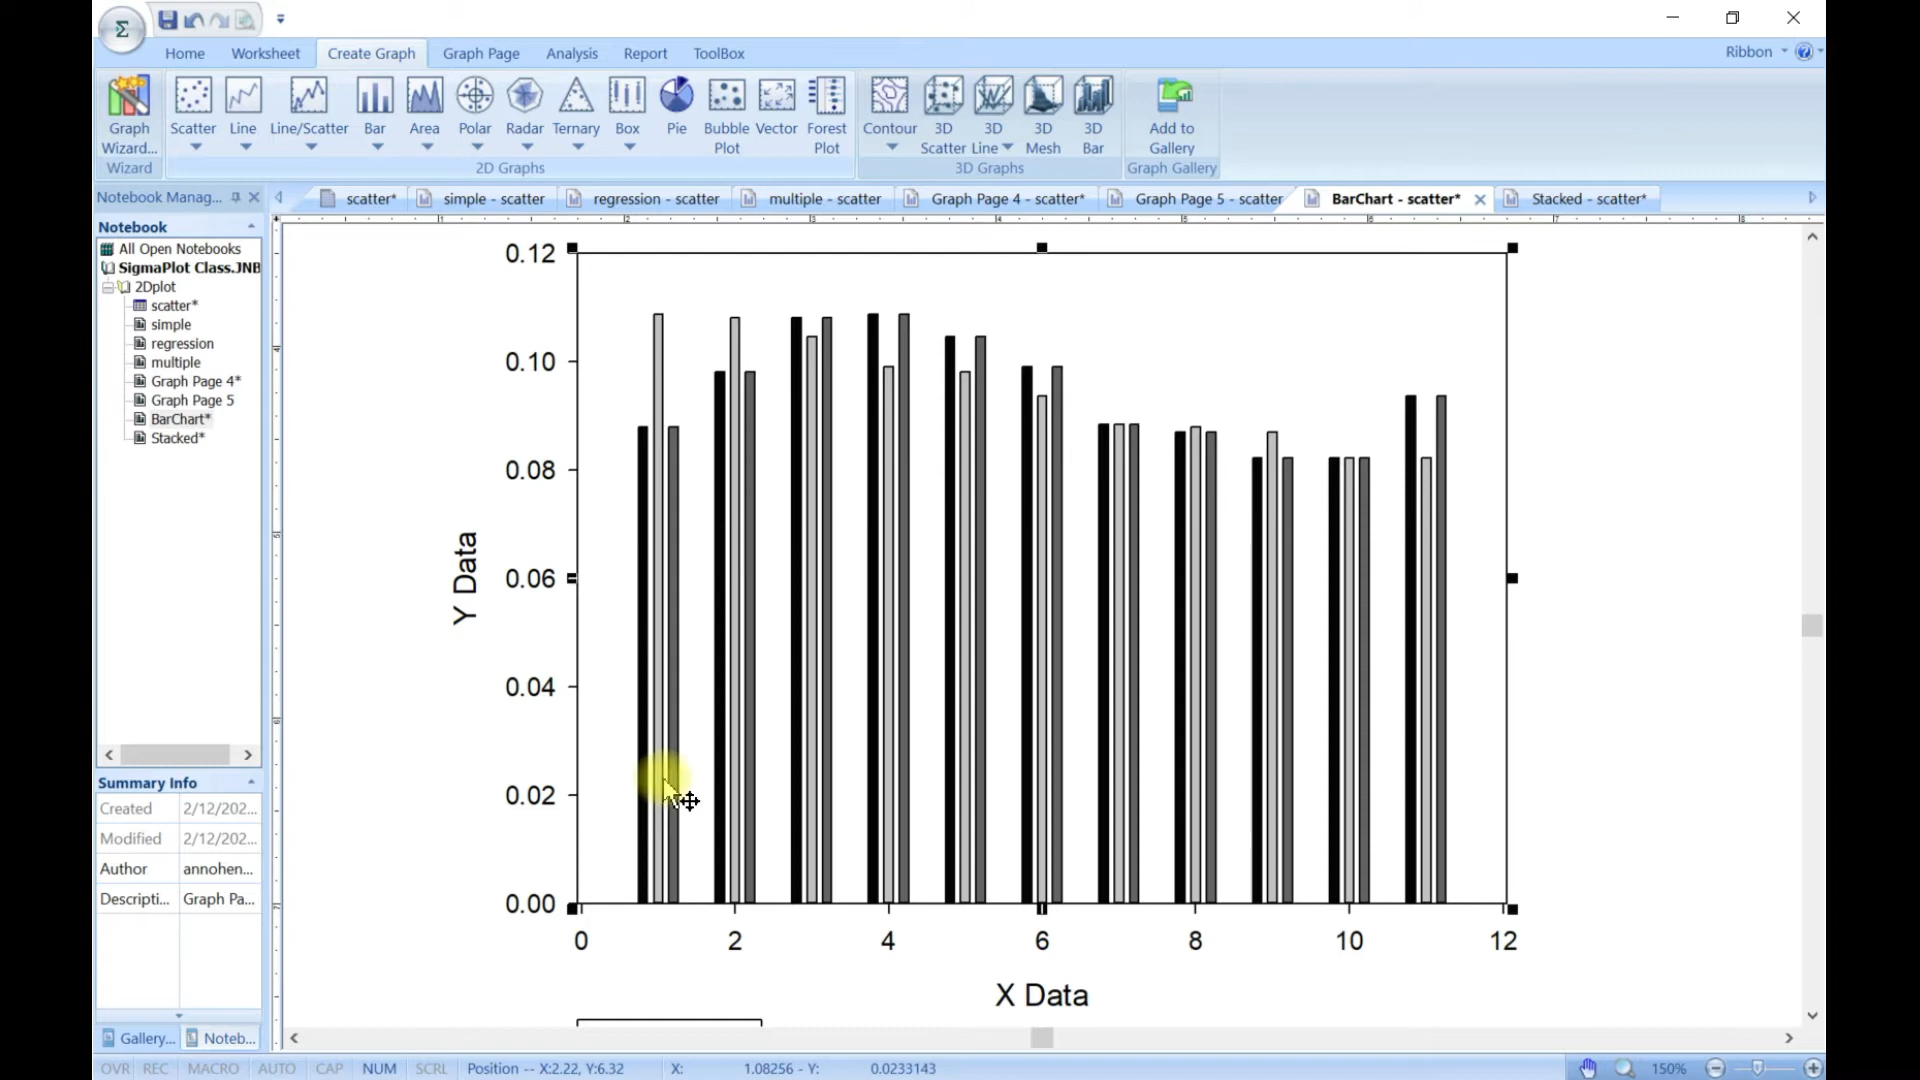 Σ
Home Worksheet Create Graph Graph Page Analysis Report ToolBox Ribbon
Graph Wizard... Scatter Line Line/Scatter Bar Area Polar Radar Ternary Box Pie Bubble Plot Vector Forest Plot Contour 3D Scatter 3D Line 3D Mesh 3D Bar Add to Gallery
Wizard 2D Graphs 3D Graphs Graph Gallery
Notebook Manag... scatter* simple - scatter regression - scatter multiple - scatter Graph Page 4 - scatter* Graph Page 5 - scatter BarChart - scatter* Stacked - scatter*
Notebook
All Open Notebooks
SigmaPlot Class.JNB
2Dplot
scatter*
simple
regression
multiple
Graph Page 4*
Graph Page 5
BarChart*
Stacked*
Summary Info
Created 2/12/202...
Modified 2/12/202...
Author annohen...
Descripti... Graph Pa...
Gallery... Noteb...
0.12
0.10
0.08
0.06
0.04
0.02
0.00
Y Data
0 2 4 6 8 10 12
X Data
OVR REC MACRO AUTO CAP NUM SCRL Position -- X:2.22, Y:6.32 X: 1.08256 - Y: 0.0233143 150%